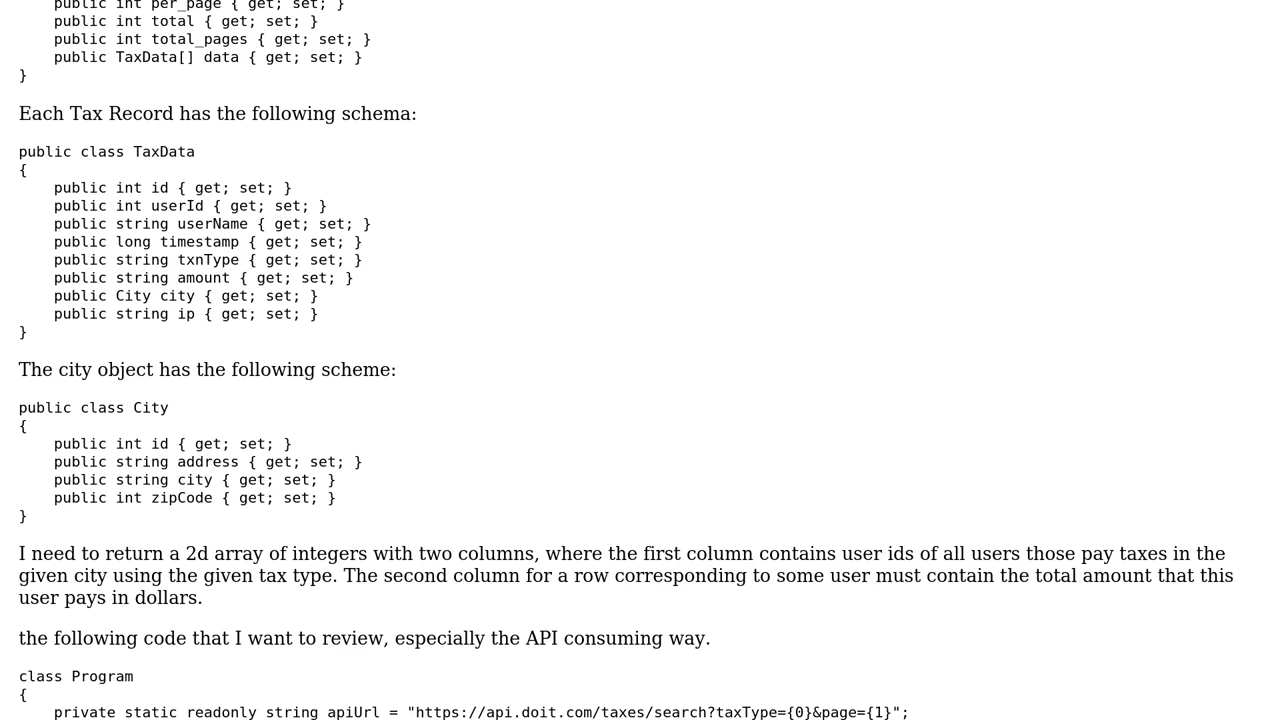 public int per_page { get; set; }
    public int total { get; set; }
    public int total_pages { get; set; }
    public TaxData[] data { get; set; }
}
Each Tax Record has the following schema:
public class TaxData
{
    public int id { get; set; }
    public int userId { get; set; }
    public string userName { get; set; }
    public long timestamp { get; set; }
    public string txnType { get; set; }
    public string amount { get; set; }
    public City city { get; set; }
    public string ip { get; set; }
}
The city object has the following scheme:
public class City
{
    public int id { get; set; }
    public string address { get; set; }
    public string city { get; set; }
    public int zipCode { get; set; }
}
I need to return a 2d array of integers with two columns, where the first column contains user ids of all users those pay taxes in the
given city using the given tax type. The second column for a row corresponding to some user must contain the total amount that this
user pays in dollars.
the following code that I want to review, especially the API consuming way.
class Program
{
    private static readonly string apiUrl = "https://api.doit.com/taxes/search?taxType={0}&page={1}";